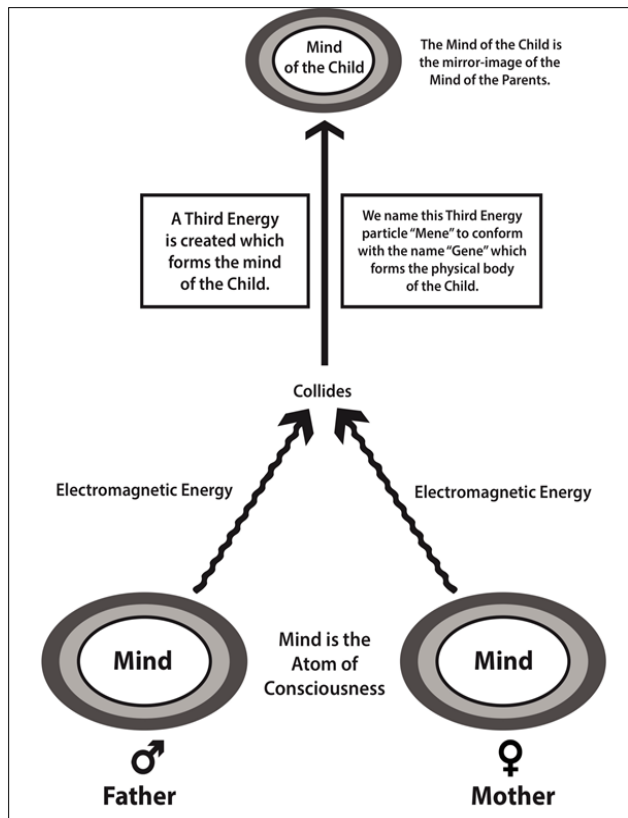 Mind
of the Child
The Mind of the Child is
the mirror-image of the
Mind of the Parents.
A Third Energy
is created which
forms the mind
of the Child.
We name this Third Energy
particle “Mene” to conform
with the name “Gene” which
forms the physical body
of the Child.
Collides
Electromagnetic Energy
Electromagnetic Energy
Mind
Mind is the
Atom of
Consciousness
Mind
Father
Mother